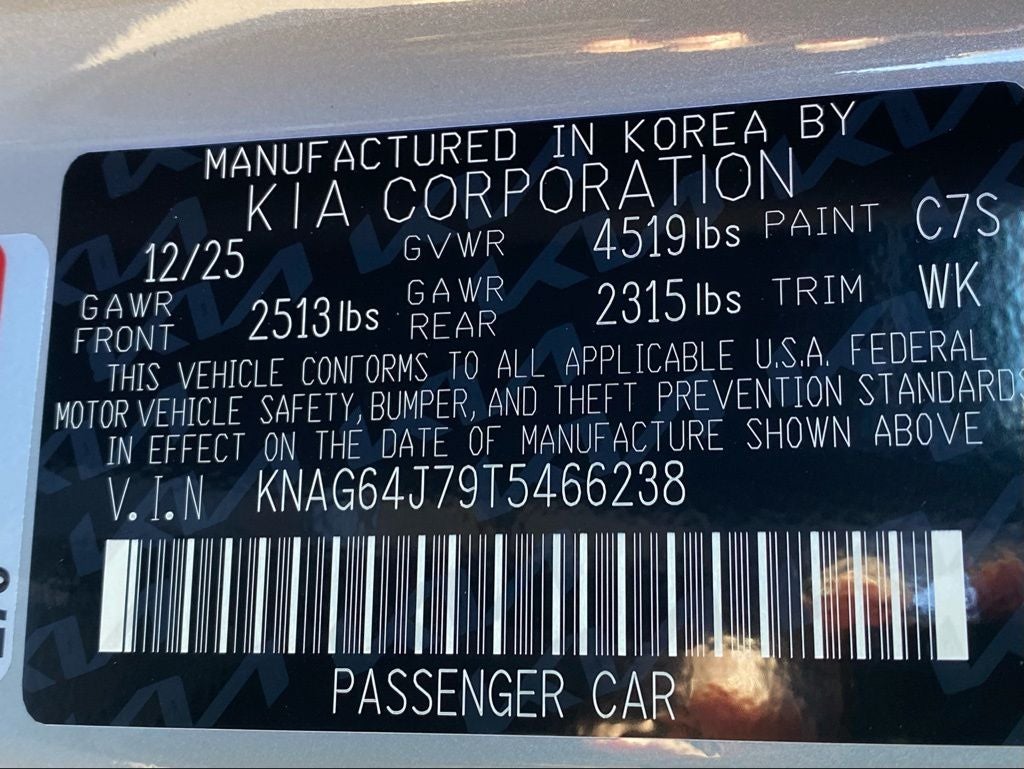 MANUFACTURED IN KOREA BY
KIA CORPORATION
12/25 GVWR 4519 lbs PAINT C7S
GAWR FRONT 2513 lbs GAWR REAR 2315 lbs TRIM WK
THIS VEHICLE CONFORMS TO ALL APPLICABLE U.S.A. FEDERAL
MOTOR VEHICLE SAFETY, BUMPER, AND THEFT PREVENTION STANDARDS
IN EFFECT ON THE DATE OF MANUFACTURE SHOWN ABOVE
V.I.N KNAG64J79T5466238
PASSENGER CAR